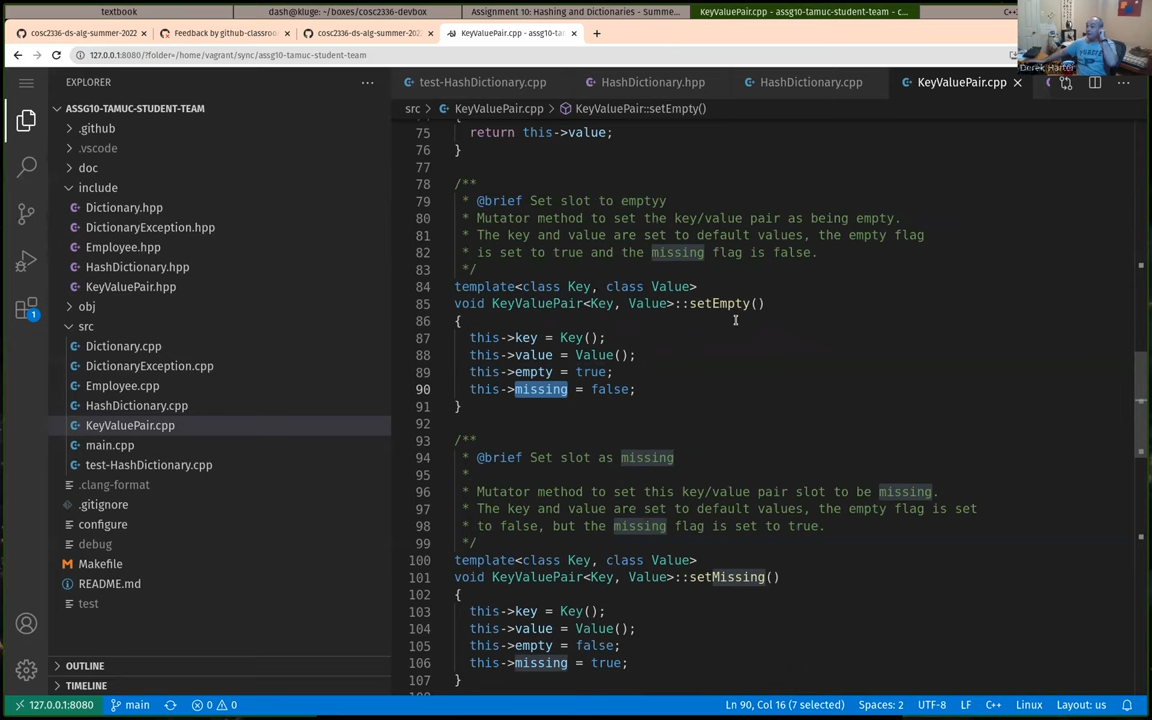 textbook
dash@kluge: ~/boxes/cosc2336-devbox
Assignment 10: Hashing and Dictionaries - Summe...
KeyValuePair.cpp - assg10-tamuc-student-team - c...
cosc2336-ds-alg-summer-2022
Feedback by github-classroo
cosc2336-ds-alg-summer-2022
KeyValuePair.cpp - assg10-ta
127.0.0.1:8080/?folder=/home/vagrant/sync/assg10-tamuc-student-team
Derek Harter
EXPLORER
test-HashDictionary.cpp
HashDictionary.hpp
HashDictionary.cpp
KeyValuePair.cpp
ASSG10-TAMUC-STUDENT-TEAM
src > KeyValuePair.cpp > KeyValuePair::setEmpty()
.github
.vscode
doc
include
Dictionary.hpp
DictionaryException.hpp
Employee.hpp
HashDictionary.hpp
KeyValuePair.hpp
obj
src
Dictionary.cpp
DictionaryException.cpp
Employee.cpp
HashDictionary.cpp
KeyValuePair.cpp
main.cpp
test-HashDictionary.cpp
.clang-format
.gitignore
configure
debug
Makefile
README.md
test
OUTLINE
TIMELINE
1
75 return this->value;
76 }
77
78 /**
79 * @brief Set slot to emptyy
80 * Mutator method to set the key/value pair as being empty.
81 * The key and value are set to default values, the empty flag
82 * is set to true and the missing flag is false.
83 */
84 template<class Key, class Value>
85 void KeyValuePair<Key, Value>::setEmpty()
86 {
87 this->key = Key();
88 this->value = Value();
89 this->empty = true;
90 this->missing = false;
91 }
92
93 /**
94 * @brief Set slot as missing
95 *
96 * Mutator method to set this key/value pair slot to be missing.
97 * The key and value are set to default values, the empty flag is set
98 * to false, but the missing flag is set to true.
99 */
100 template<class Key, class Value>
101 void KeyValuePair<Key, Value>::setMissing()
102 {
103 this->key = Key();
104 this->value = Value();
105 this->empty = false;
106 this->missing = true;
107 }
127.0.0.1:8080 main 0 0 Ln 90, Col 16 (7 selected) Spaces: 2 UTF-8 LF C++ Linux Layout: us